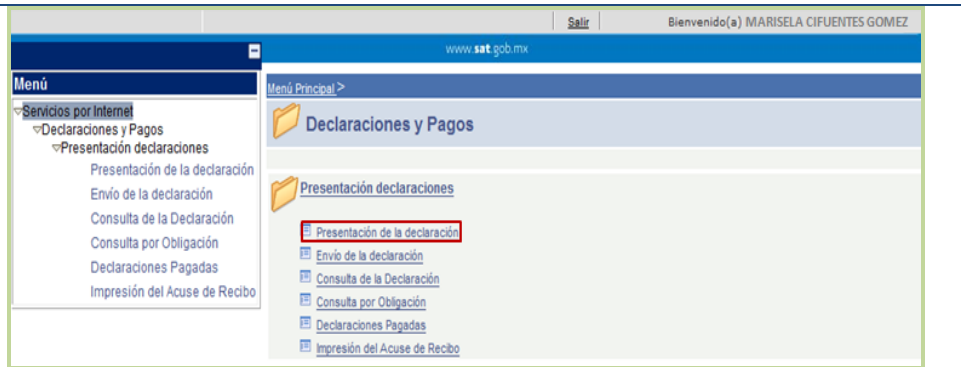 Salir
Bienvenido(a) MARISELA CIFUENTES GOMEZ
www.sat.gob.mx
Menú
Servicios por Internet
Declaraciones y Pagos
Presentación declaraciones
Presentación de la declaración
Envío de la declaración
Consulta de la Declaración
Consulta por Obligación
Declaraciones Pagadas
Impresión del Acuse de Recibo
Menú Principal >
Declaraciones y Pagos
Presentación declaraciones
Presentación de la declaración
Envío de la declaración
Consulta de la Declaración
Consulta por Obligación
Declaraciones Pagadas
Impresión del Acuse de Recibo